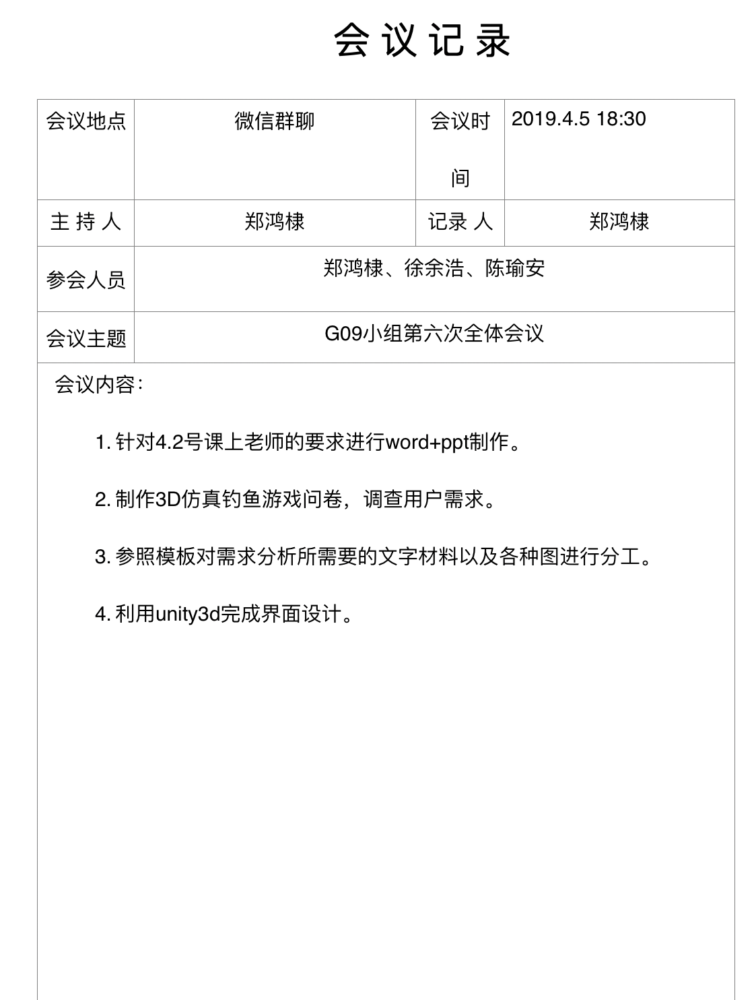 会 议 记 录
会议地点 微信群聊 会议时间 2019.4.5 18:30
主 持 人 郑鸿棣 记录 人 郑鸿棣
参会人员 郑鸿棣、徐余浩、陈瑜安
会议主题 G09小组第六次全体会议
会议内容：
1. 针对4.2号课上老师的要求进行word+ppt制作。
2. 制作3D仿真钓鱼游戏问卷，调查用户需求。
3. 参照模板对需求分析所需要的文字材料以及各种图进行分工。
4. 利用unity3d完成界面设计。